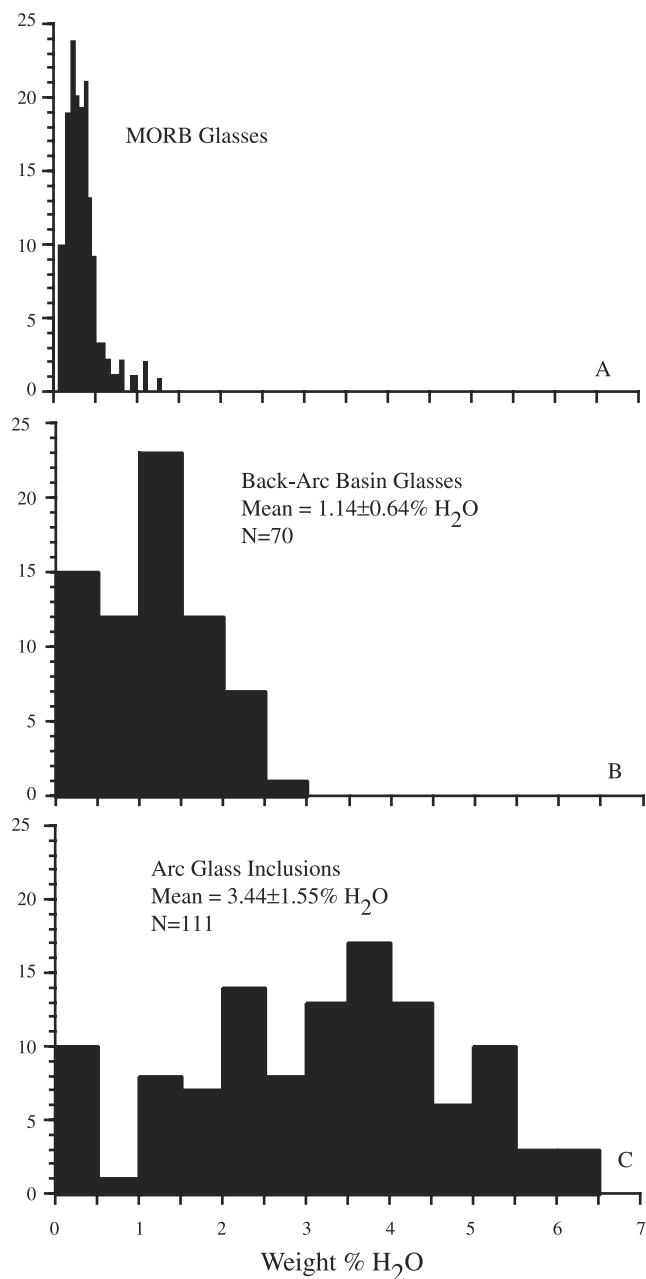 25
20
15
10
5
0
MORB Glasses
A
25
20
15
10
5
0
Back-Arc Basin Glasses
Mean = 1.14±0.64% H2O
N=70
B
25
20
15
10
5
0
Arc Glass Inclusions
Mean = 3.44±1.55% H2O
N=111
C
0 1 2 3 4 5 6 7
Weight % H2O